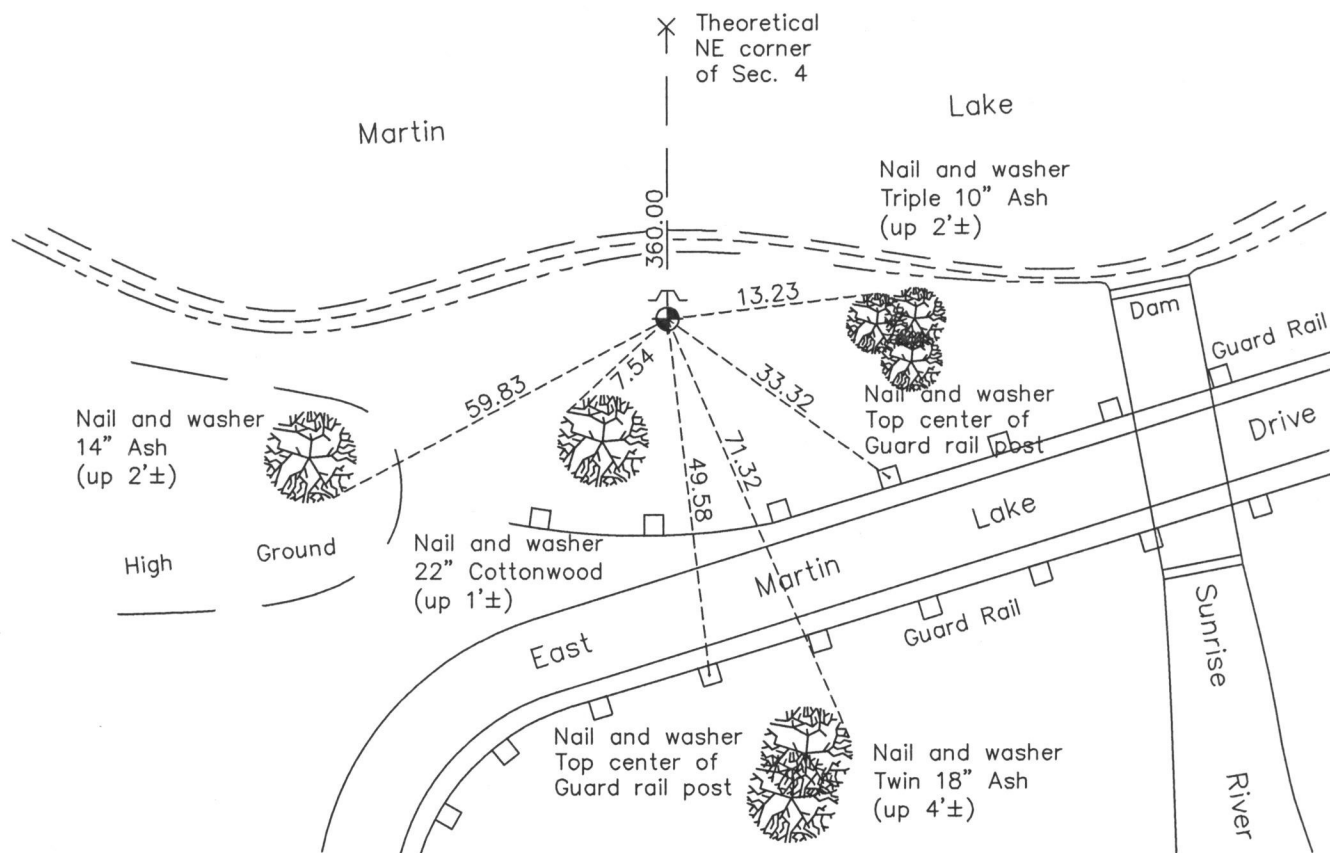 Theoretical
NE corner
of Sec. 4
Martin
Lake
Nail and washer
Triple 10" Ash
(up 2'±)
360.00
13.23
Dam
Guard Rail
59.83
7.54
33.32
Nail and washer
14" Ash
(up 2'±)
Nail and washer
Top center of
Guard rail post
71.32
49.58
Drive
Lake
Martin
East
High
Ground
Nail and washer
22" Cottonwood
(up 1'±)
Guard Rail
Sunrise
River
Nail and washer
Top center of
Guard rail post
Nail and washer
Twin 18" Ash
(up 4'±)